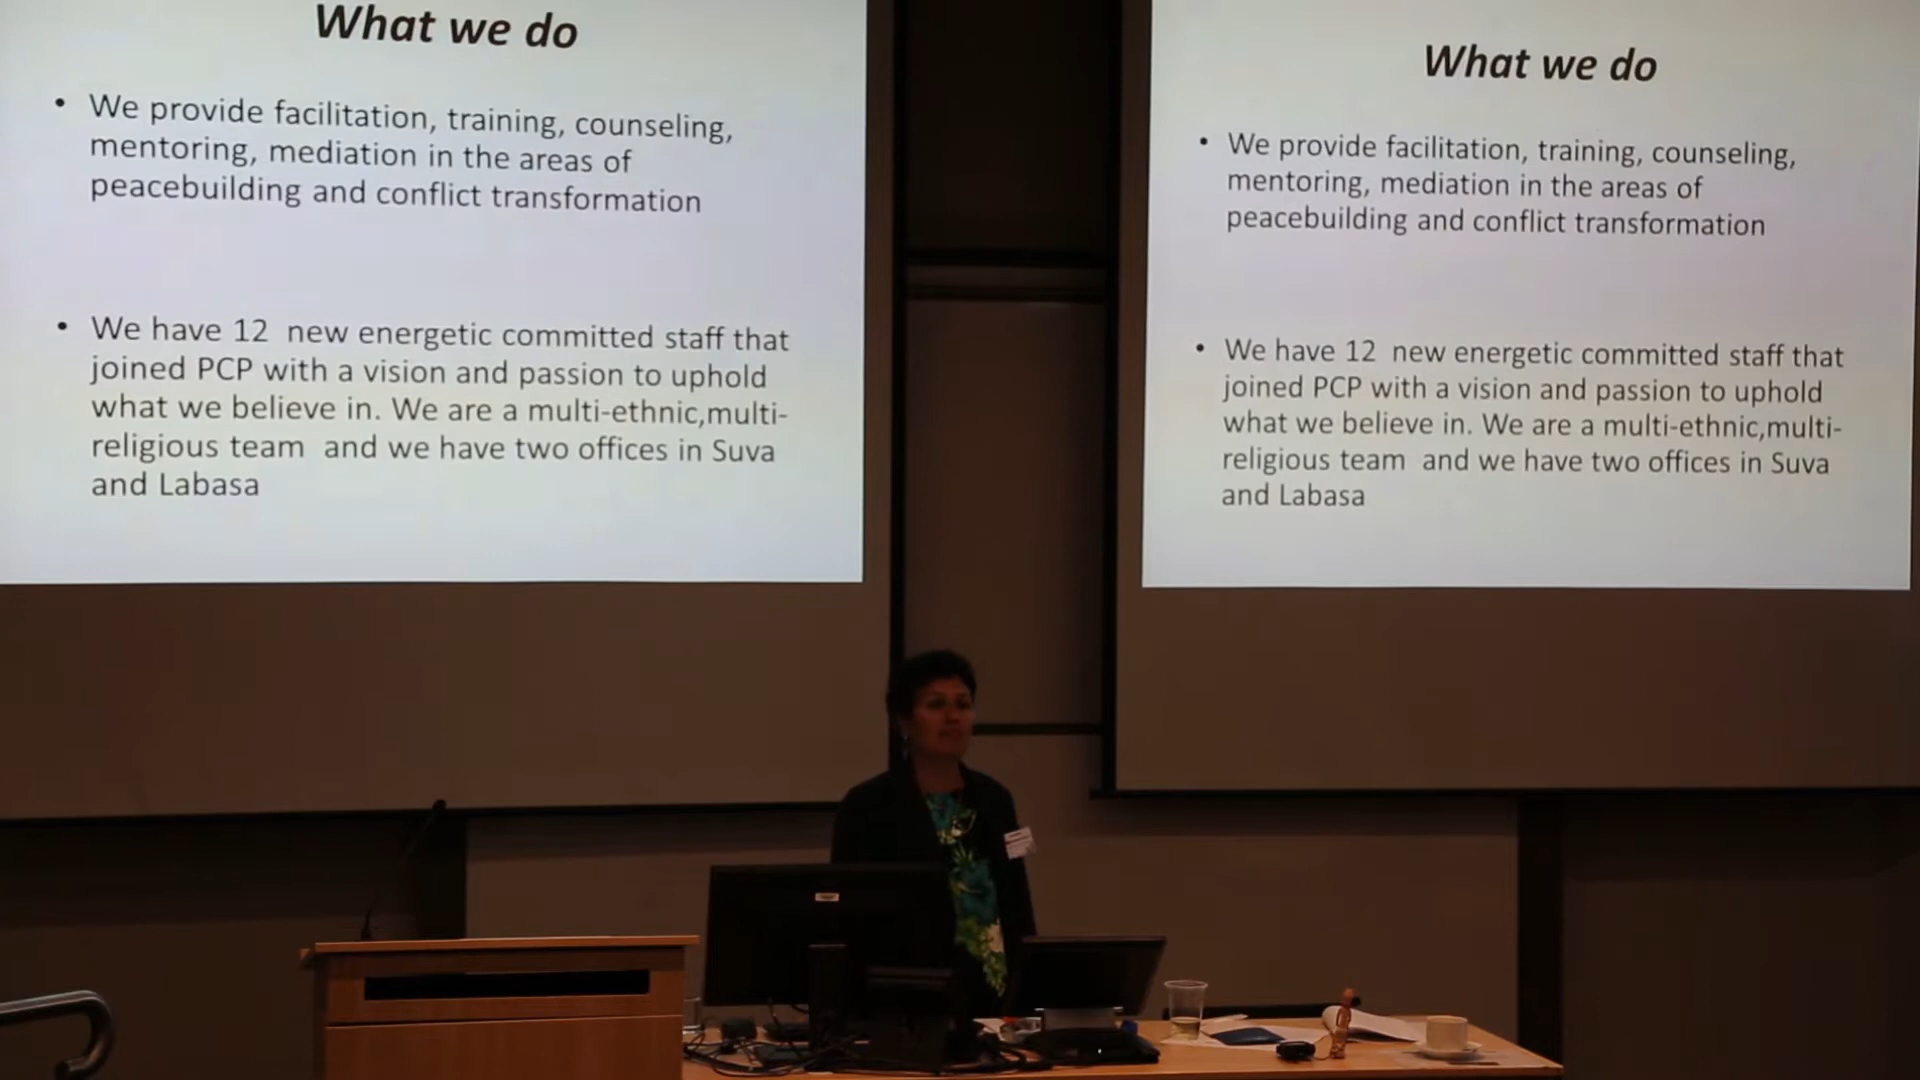 What we do
• We provide facilitation, training, counseling,
mentoring, mediation in the areas of
peacebuilding and conflict transformation
• We have 12  new energetic committed staff that
joined PCP with a vision and passion to uphold
what we believe in. We are a multi-ethnic,multi-
religious team  and we have two offices in Suva
and Labasa
What we do
• We provide facilitation, training, counseling,
mentoring, mediation in the areas of
peacebuilding and conflict transformation
• We have 12  new energetic committed staff that
joined PCP with a vision and passion to uphold
what we believe in. We are a multi-ethnic,multi-
religious team  and we have two offices in Suva
and Labasa